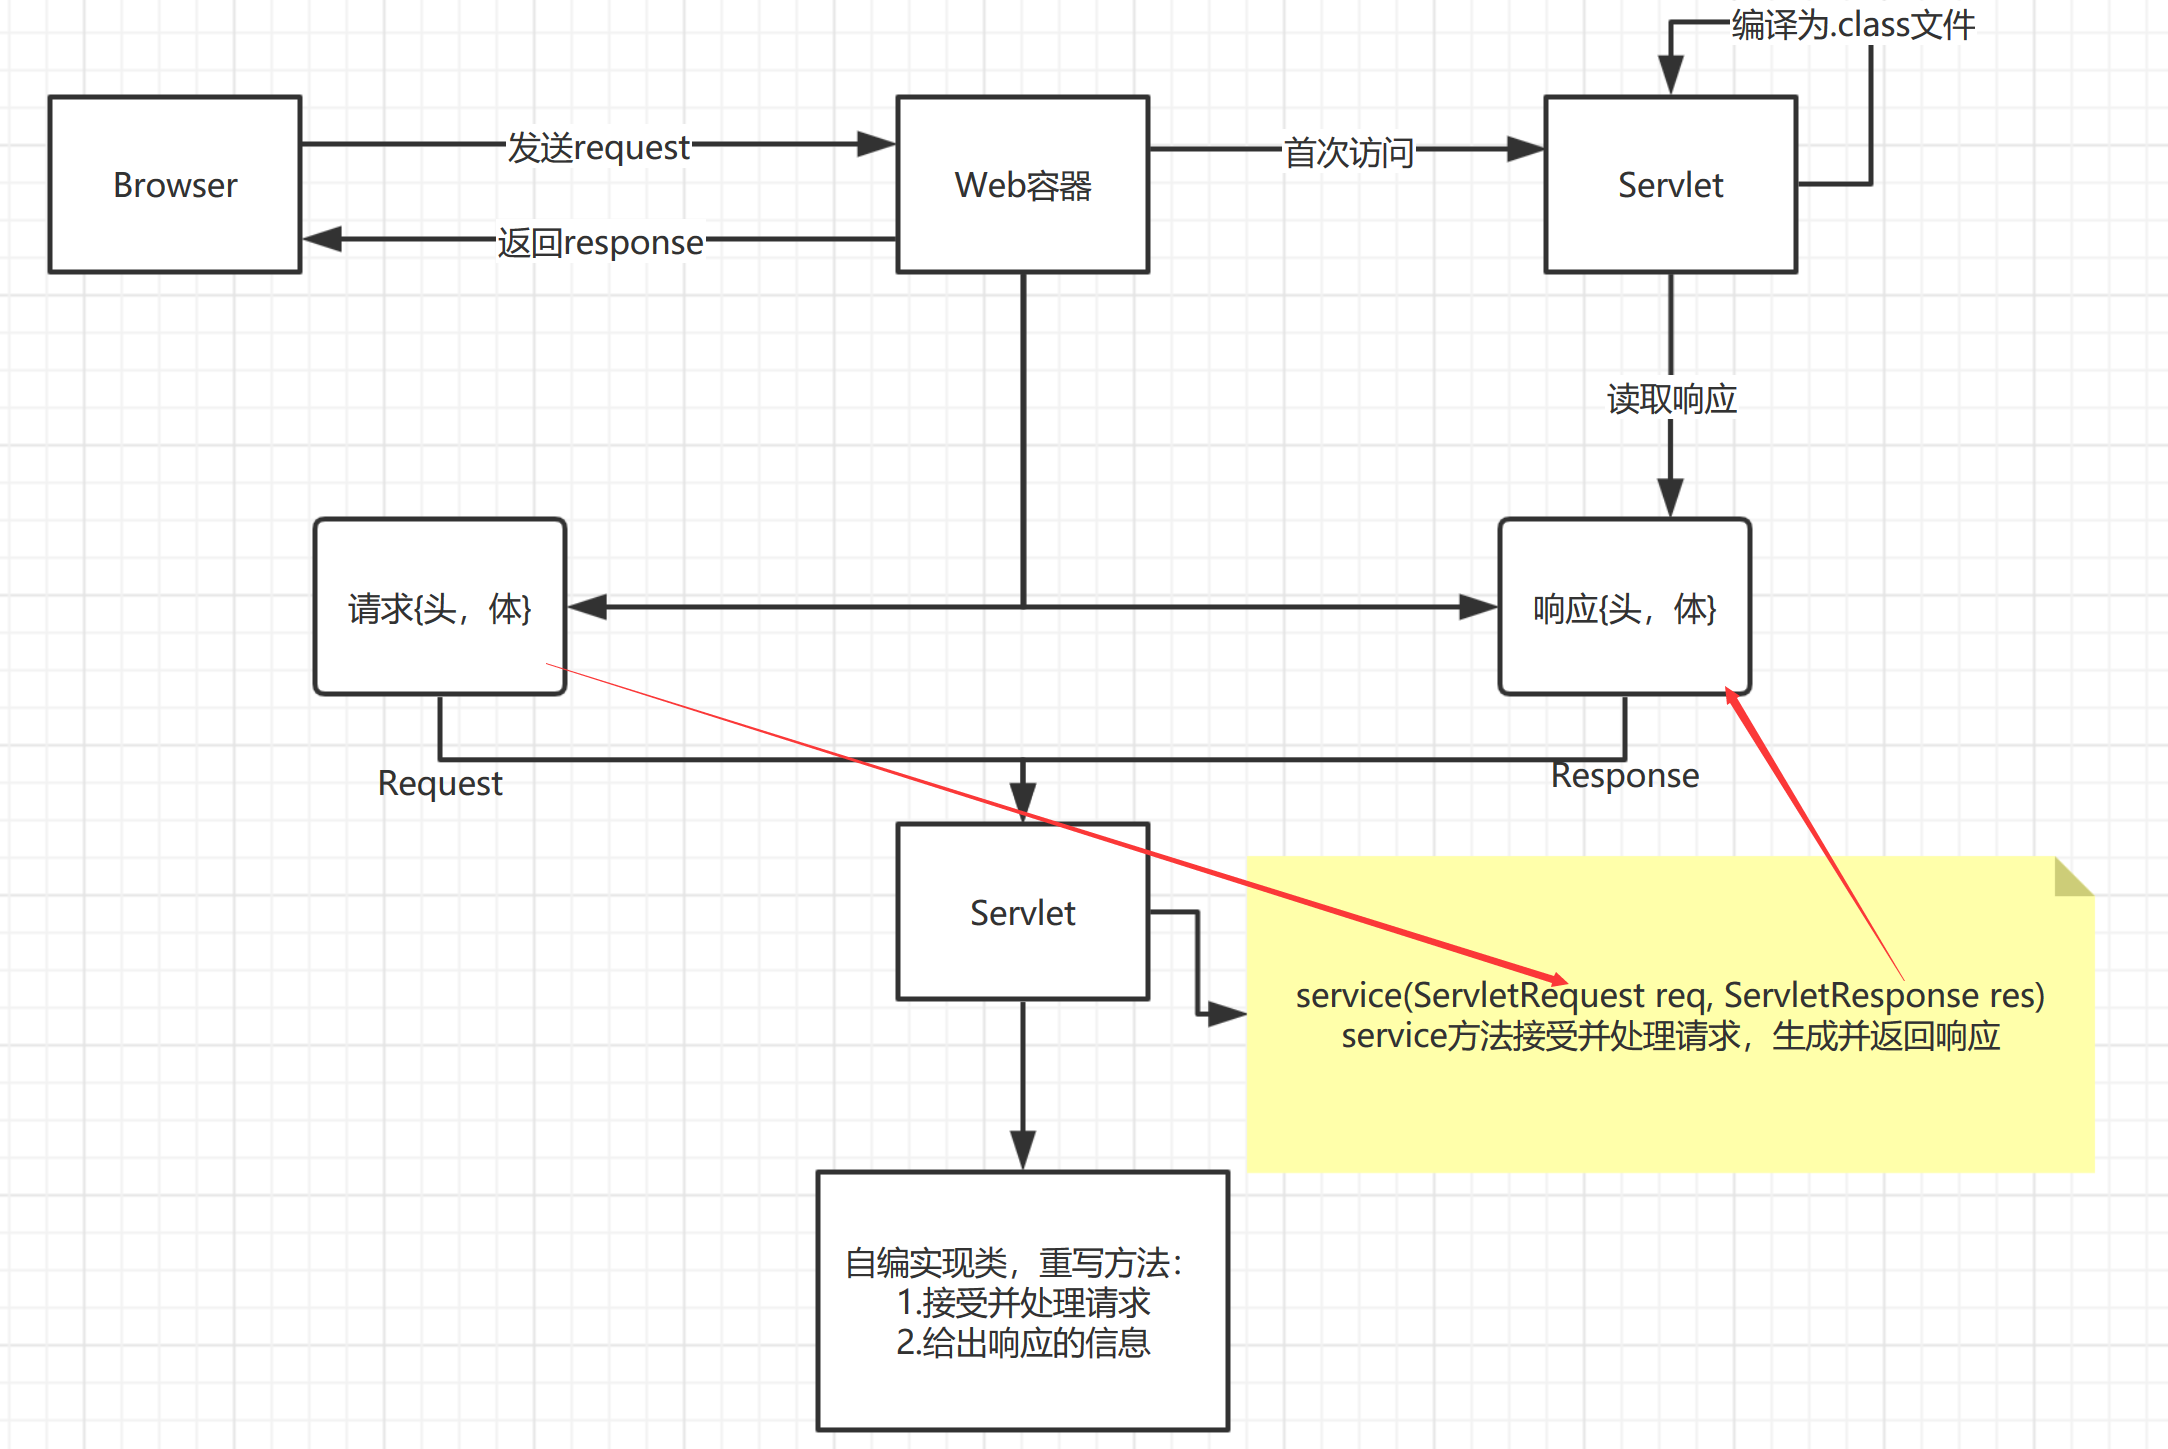 编译为.class文件
Browser
发送request
返回response
Web容器
首次访问
Servlet
读取响应
请求{头，体}
响应{头，体}
Request
Response
Servlet
service(ServletRequest req, ServletResponse res)
service方法接受并处理请求，生成并返回响应
自编实现类，重写方法：
1.接受并处理请求
2.给出响应的信息